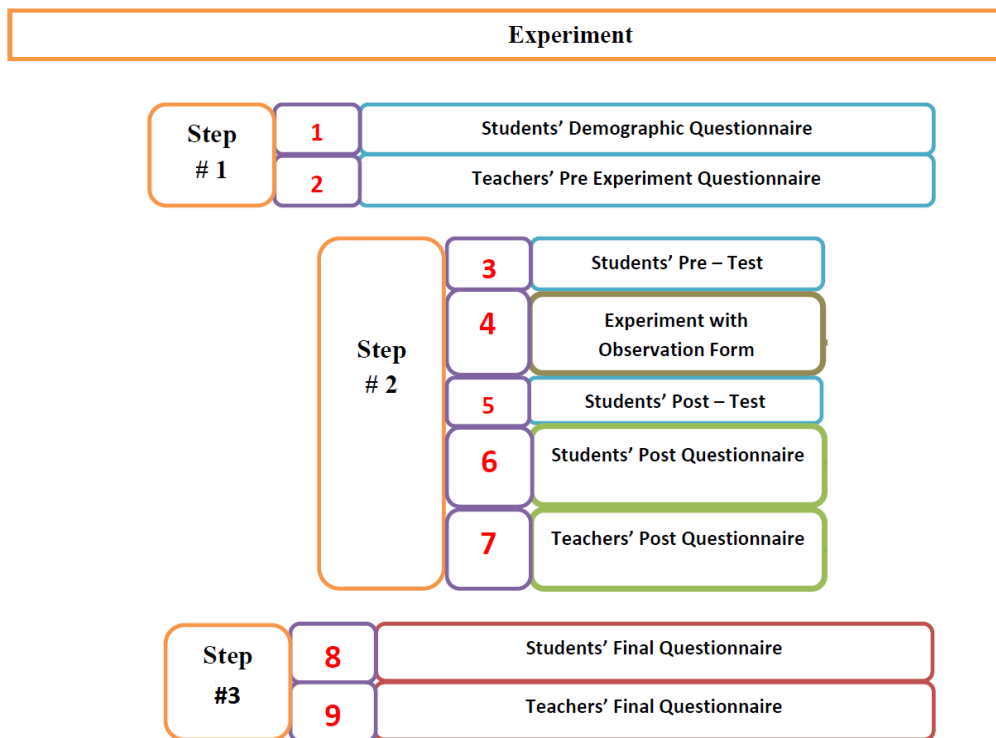 Experiment
Step
# 1
1
Students’ Demographic Questionnaire
2
Teachers’ Pre Experiment Questionnaire
Step
# 2
3
Students’ Pre – Test
4
Experiment with
Observation Form
5
Students’ Post – Test
6
Students’ Post Questionnaire
7
Teachers’ Post Questionnaire
Step
#3
8
Students’ Final Questionnaire
9
Teachers’ Final Questionnaire